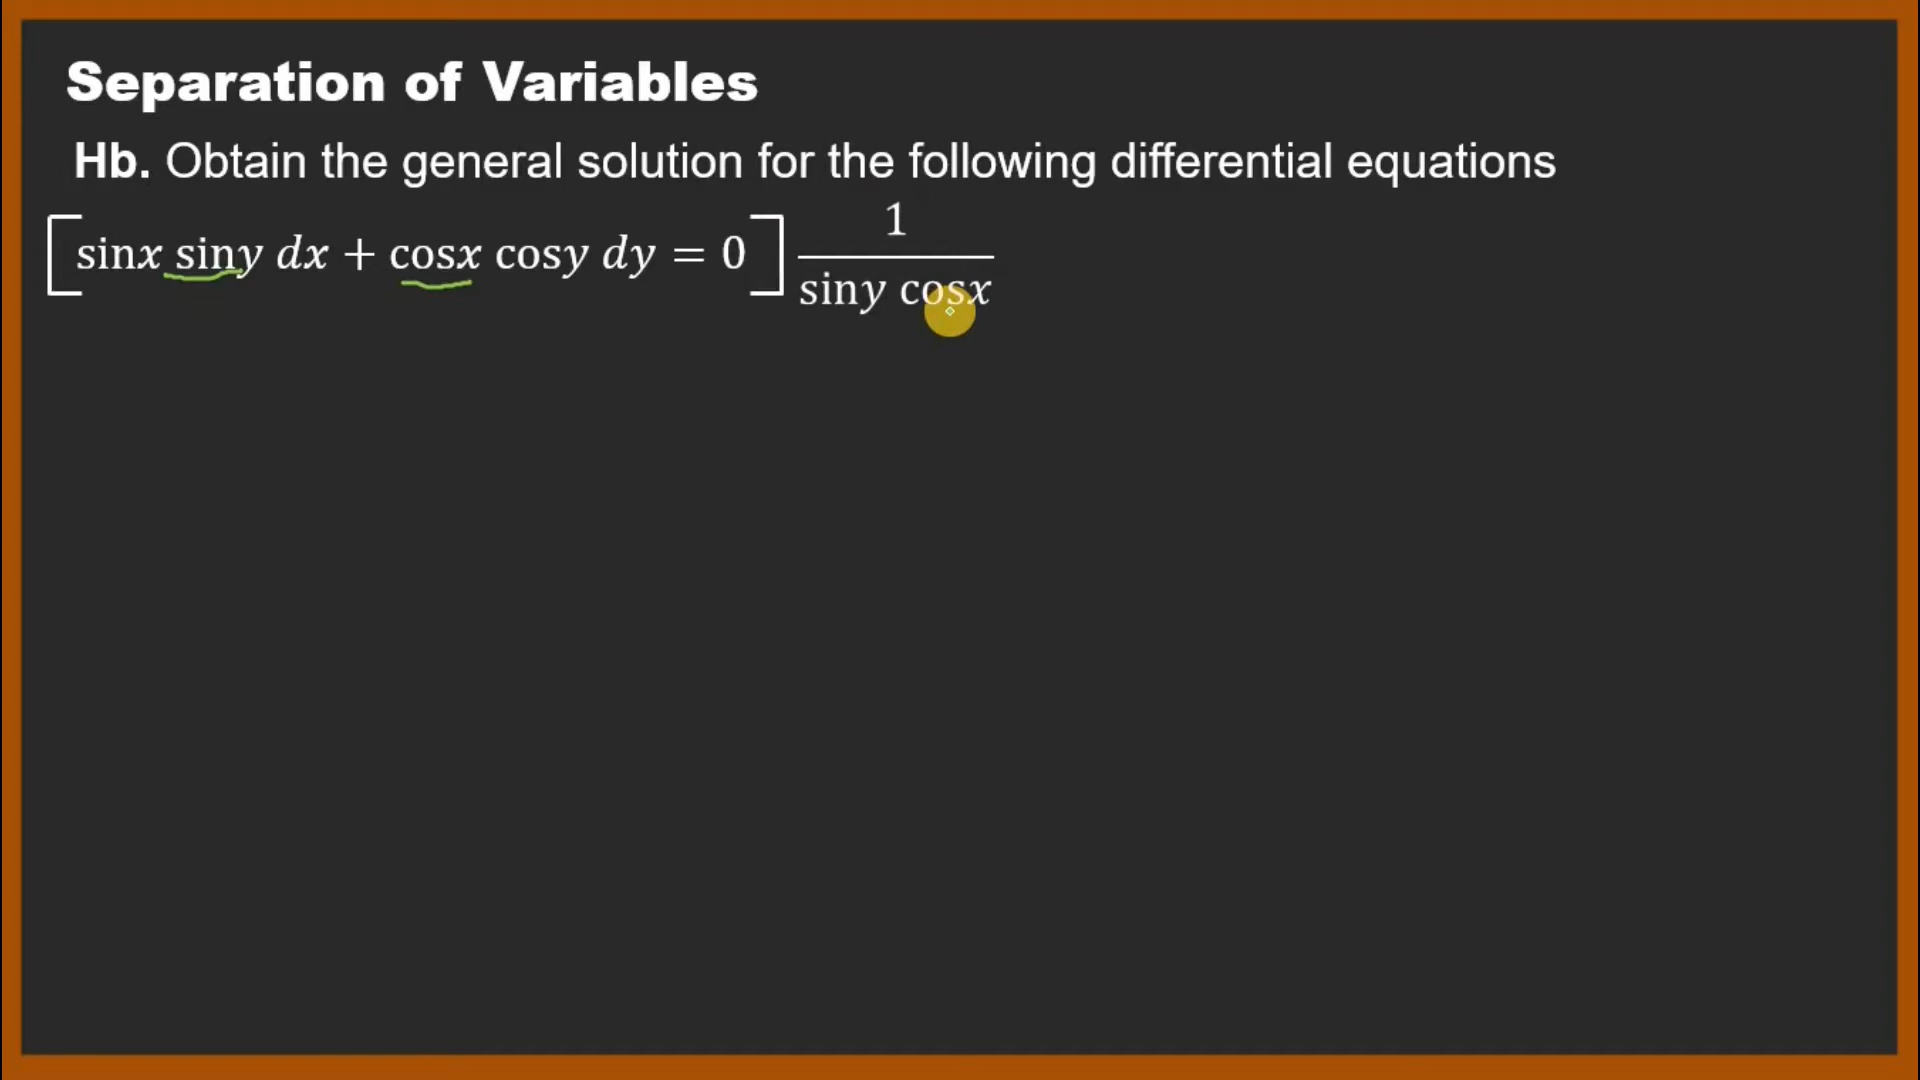 Separation of Variables
Hb. Obtain the general solution for the following differential equations
[sinx siny dx + cosx cosy dy = 0] 1
siny cosx